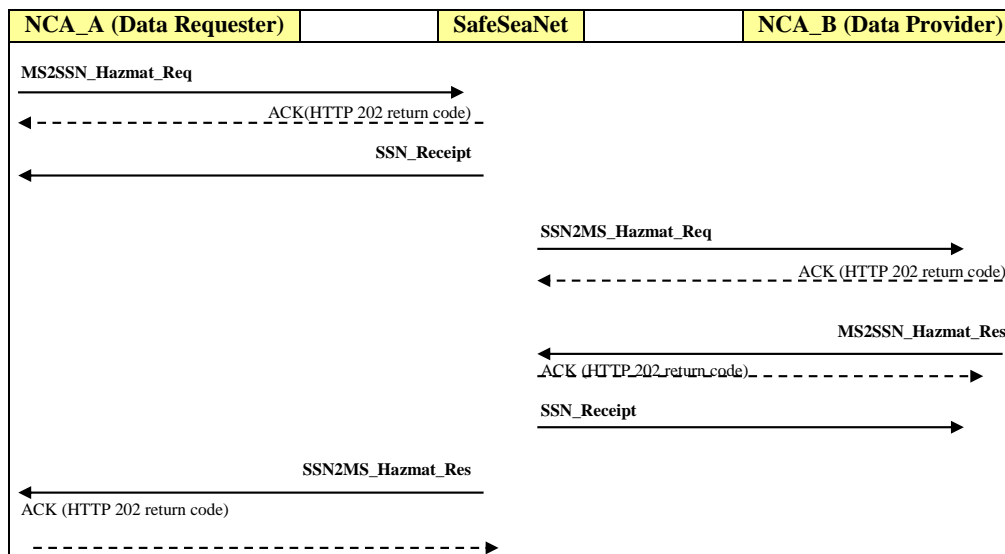 NCA_A (Data Requester) SafeSeaNet NCA_B (Data Provider)
MS2SSN_Hazmat_Req
ACK(HTTP 202 return code)
SSN_Receipt
SSN2MS_Hazmat_Req
ACK (HTTP 202 return code)
MS2SSN_Hazmat_Res
ACK (HTTP 202 return code)
SSN_Receipt
SSN2MS_Hazmat_Res
ACK (HTTP 202 return code)